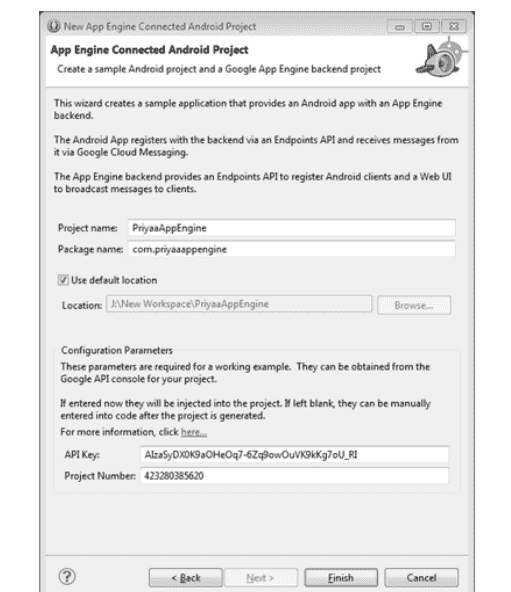 New App Engine Connected Android Project
App Engine Connected Android Project
Create a sample Android project and a Google App Engine backend project
This wizard creates a sample application that provides an Android app with an App Engine
backend.
The Android App registers with the backend via an Endpoints API and receives messages from
it via Google Cloud Messaging.
The App Engine backend provides an Endpoints API to register Android clients and a Web UI
to broadcast messages to clients.
Project name: PriyaaAppEngine
Package name: com.priyaaappengine
Use default location
Location: J:\New Workspace\PriyaaAppEngine Browse...
Configuration Parameters
These parameters are required for a working example. They can be obtained from the
Google API console for your project.
If entered now they will be injected into the project. If left blank, they can be manually
entered into code after the project is generated.
For more information, click here...
API Key: AIzaSyDX0K9aOHeOq7-6Zq9owOuVK9kKg7oU_RI
Project Number: 423280385620
? < Back Next > Finish Cancel